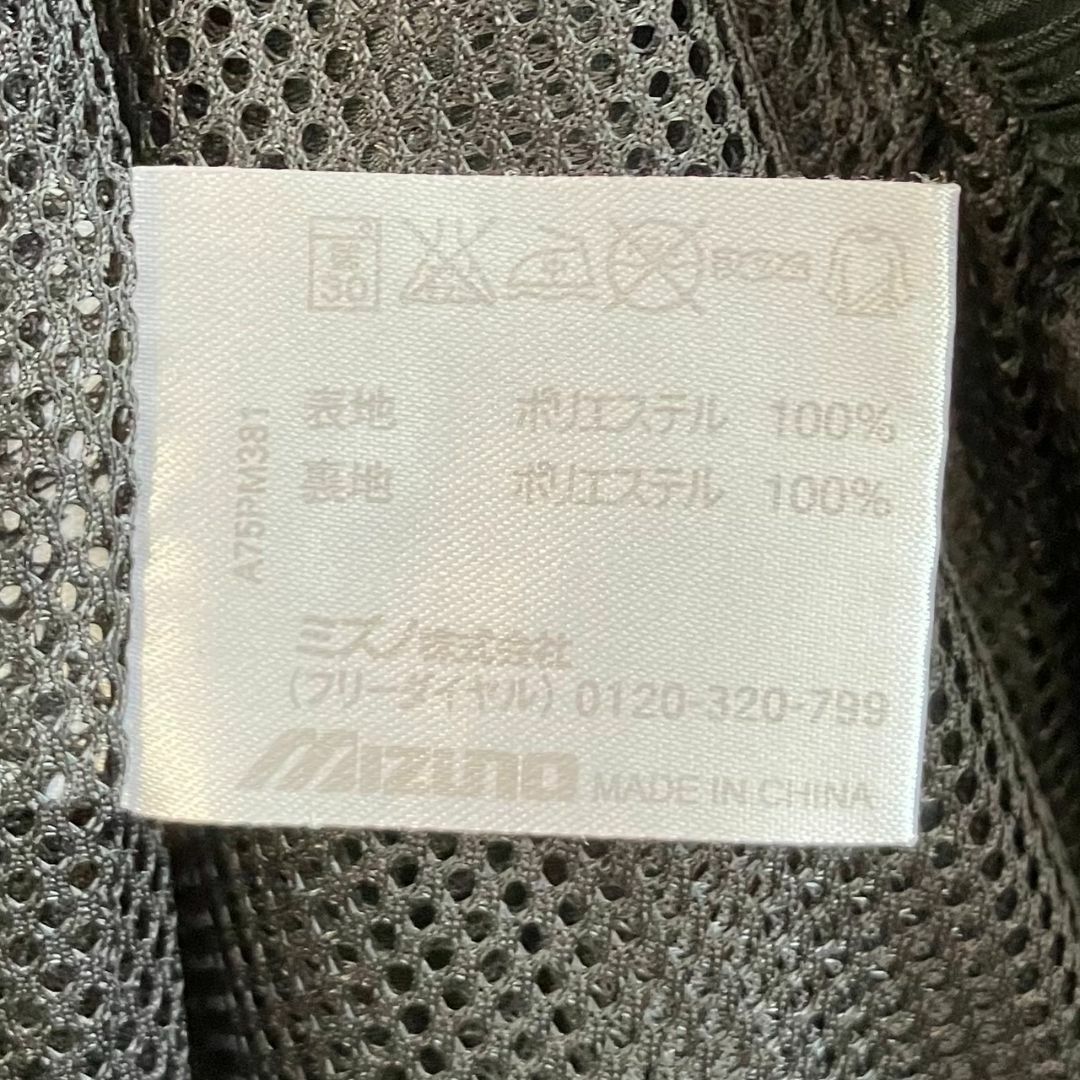 30
表地 ポリエステル 100%
裏地 ポリエステル 100%
A75PM381
ミズノ株式会社
(フリーダイヤル) 0120-320-799
MIZUNO MADE IN CHINA